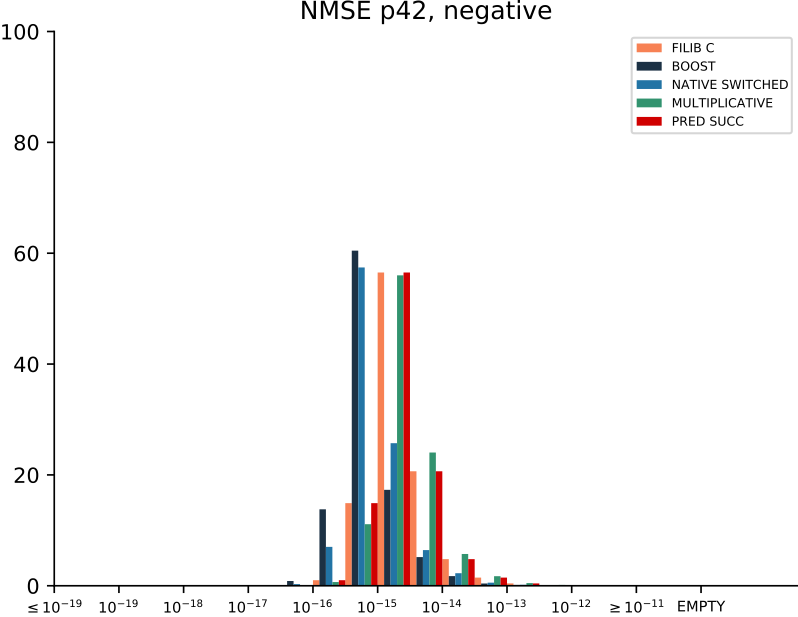 NMSE p42, negative
100
80
60
40
20
0
FILIB C
BOOST
NATIVE SWITCHED
MULTIPLICATIVE
PRED SUCC
≤ 10⁻¹⁹ 10⁻¹⁹ 10⁻¹⁸ 10⁻¹⁷ 10⁻¹⁶ 10⁻¹⁵ 10⁻¹⁴ 10⁻¹³ 10⁻¹² ≥ 10⁻¹¹ EMPTY